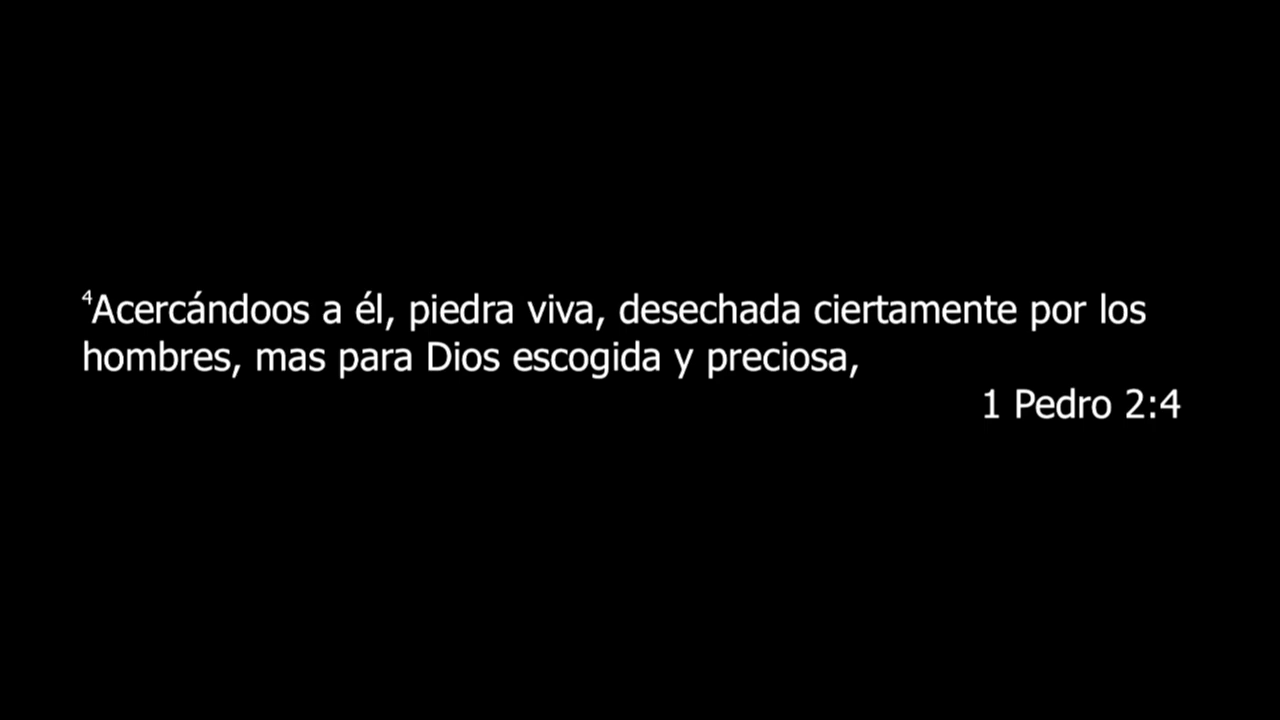 ⁴Acercándoos a él, piedra viva, desechada ciertamente por los
hombres, mas para Dios escogida y preciosa,
1 Pedro 2:4